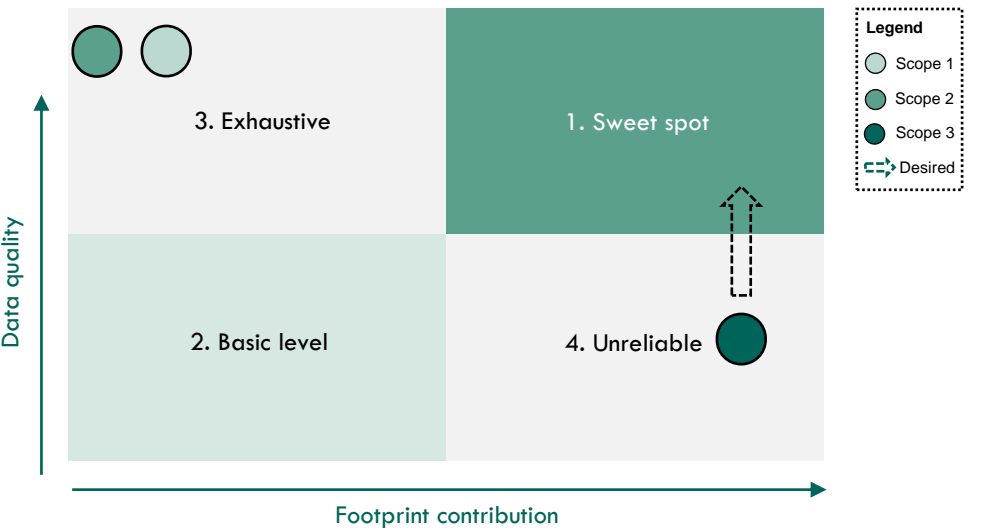 3. Exhaustive
1. Sweet spot
2. Basic level
4. Unreliable
Data quality
Footprint contribution
Legend
Scope 1
Scope 2
Scope 3
Desired